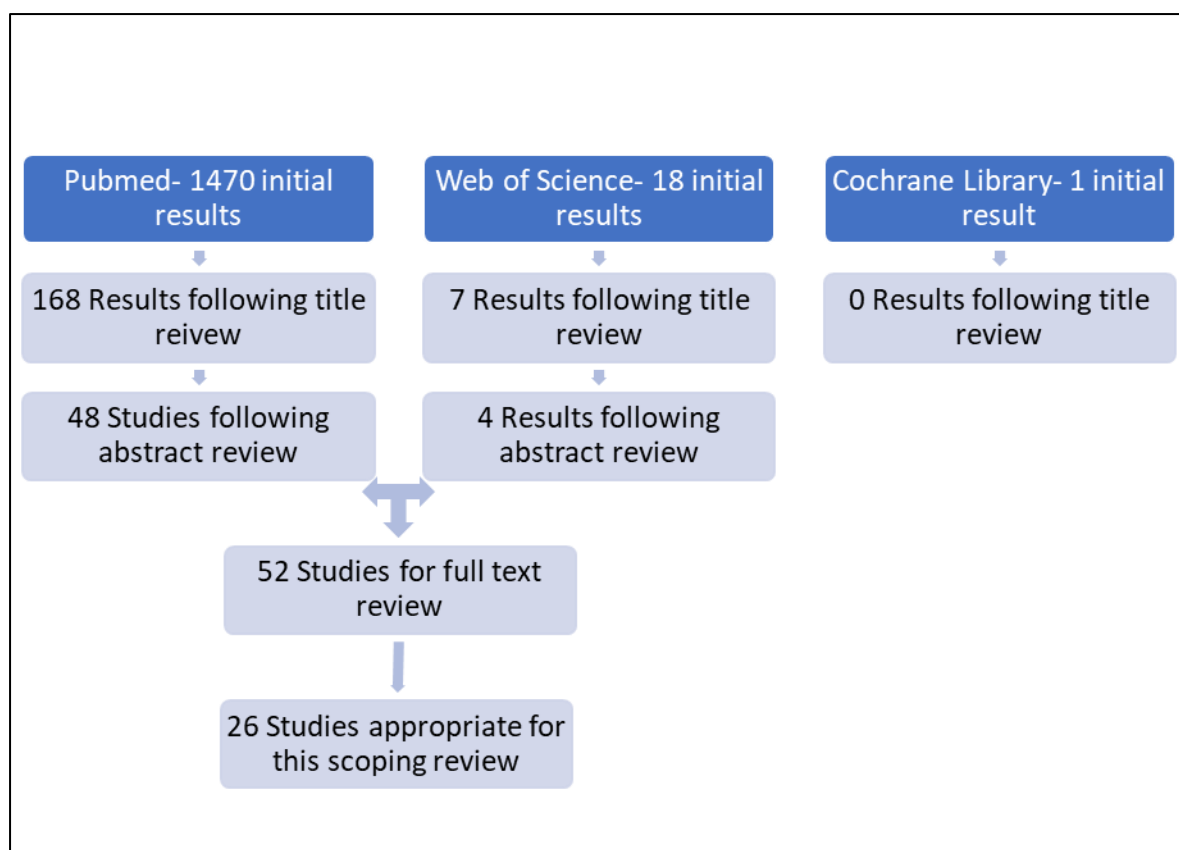 Pubmed- 1470 initial
results
Web of Science- 18 initial
results
Cochrane Library- 1 initial
result
168 Results following title
reivew
7 Results following title
review
0 Results following title
review
48 Studies following
abstract review
4 Results following
abstract review
52 Studies for full text
review
26 Studies appropriate for
this scoping review